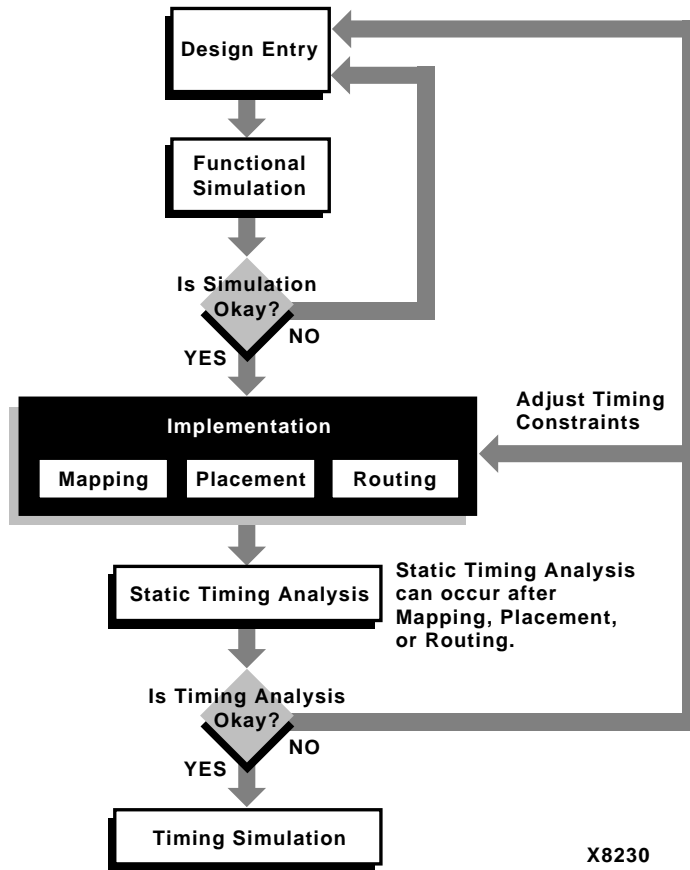 Design Entry
Functional
Simulation
Is Simulation
Okay?
NO
YES
Adjust Timing
Constraints
Implementation
Mapping
Placement
Routing
Static Timing Analysis
Static Timing Analysis
can occur after
Mapping, Placement,
or Routing.
Is Timing Analysis
Okay?
NO
YES
Timing Simulation
X8230